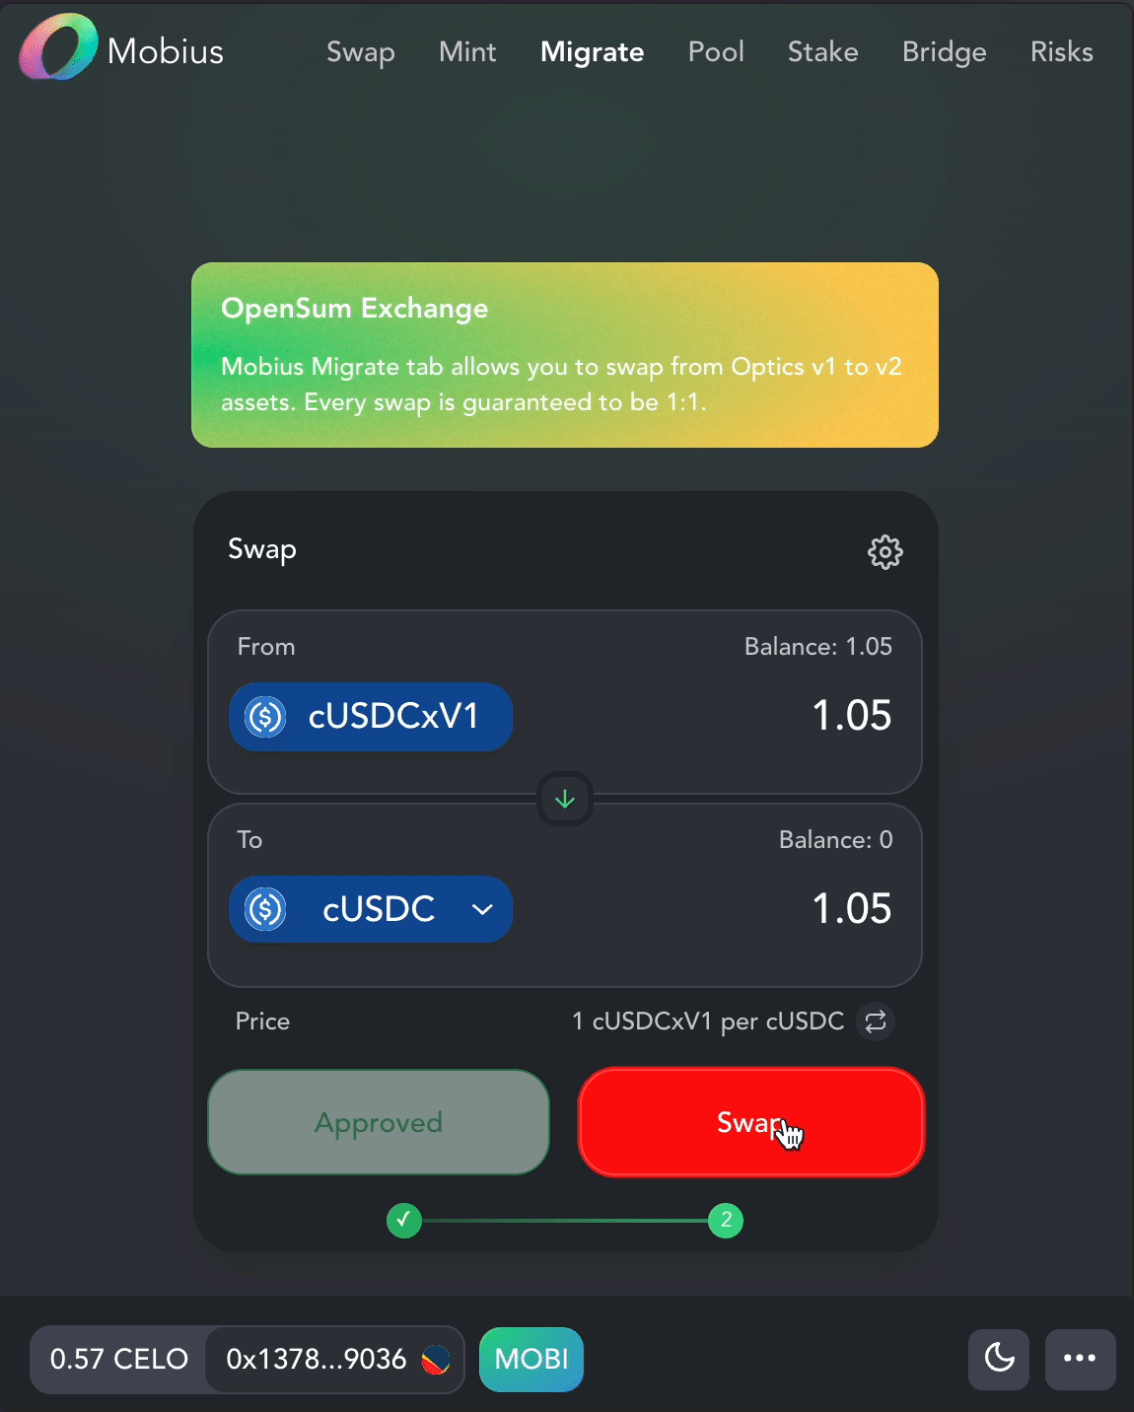 Mobius
Swap Mint Migrate Pool Stake Bridge Risks
OpenSum Exchange
Mobius Migrate tab allows you to swap from Optics v1 to v2
assets. Every swap is guaranteed to be 1:1.
Swap
From Balance: 1.05
cUSDCxV1 1.05
To Balance: 0
cUSDC 1.05
Price 1 cUSDCxV1 per cUSDC
Approved Swap
2
0.57 CELO 0x1378...9036 MOBI